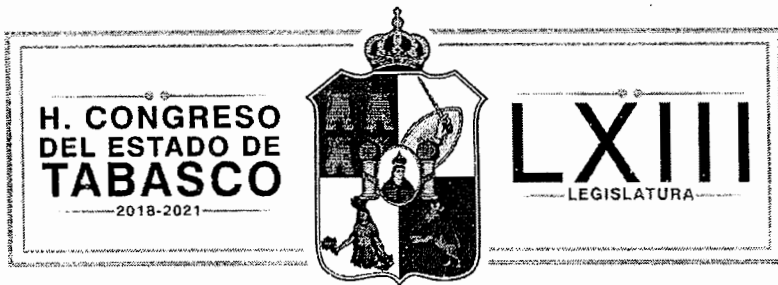 H. CONGRESO
DEL ESTADO DE
TABASCO
2018-2021
LXIII
LEGISLATURA